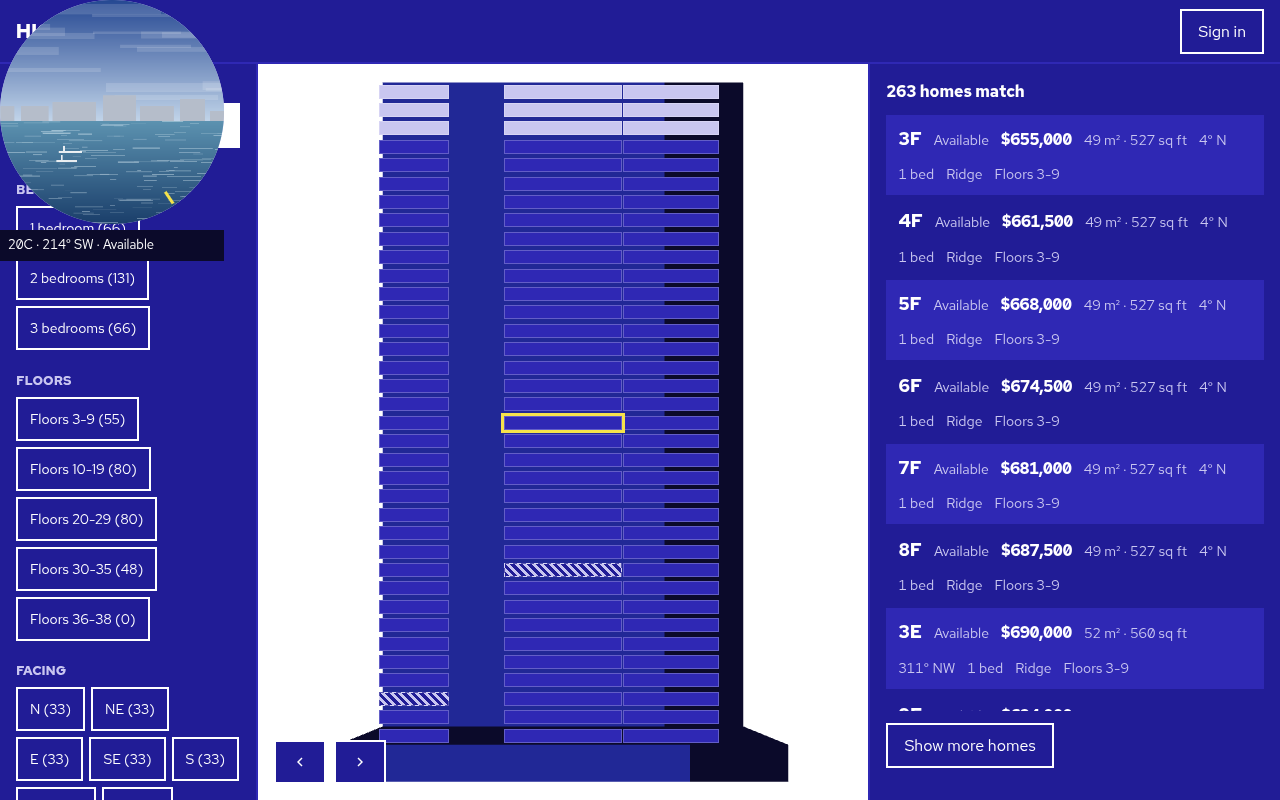 Sign in
20C · 214° SW · Available
1 bedroom (66)
2 bedrooms (131)
3 bedrooms (66)
FLOORS
Floors 3-9 (55)
Floors 10-19 (80)
Floors 20-29 (80)
Floors 30-35 (48)
Floors 36-38 (0)
FACING
N (33)
NE (33)
E (33)
SE (33)
S (33)
‹
›
263 homes match
3F Available $655,000 49 m² · 527 sq ft 4° N
1 bed Ridge Floors 3-9
4F Available $661,500 49 m² · 527 sq ft 4° N
1 bed Ridge Floors 3-9
5F Available $668,000 49 m² · 527 sq ft 4° N
1 bed Ridge Floors 3-9
6F Available $674,500 49 m² · 527 sq ft 4° N
1 bed Ridge Floors 3-9
7F Available $681,000 49 m² · 527 sq ft 4° N
1 bed Ridge Floors 3-9
8F Available $687,500 49 m² · 527 sq ft 4° N
1 bed Ridge Floors 3-9
3E Available $690,000 52 m² · 560 sq ft
311° NW 1 bed Ridge Floors 3-9
Show more homes